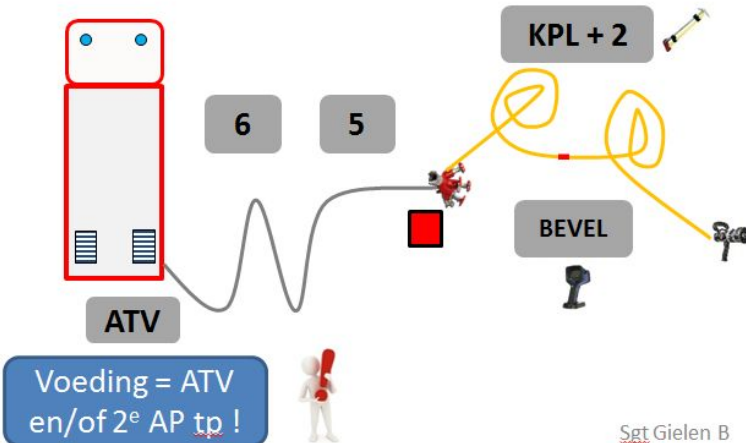 KPL + 2
6
5
BEVEL
ATV
Voeding = ATV
en/of 2e AP tp !
Sgt Gielen B